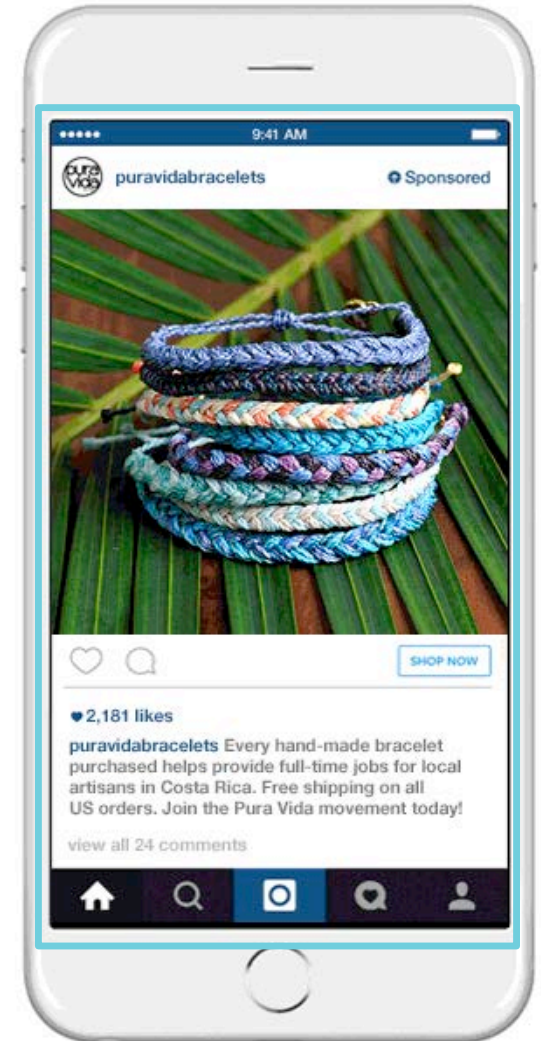 9:41 AM
pura
Vida
puravidabracelets
Sponsored
SHOP NOW
2,181 likes
puravidabracelets Every hand-made bracelet
purchased helps provide full-time jobs for local
artisans in Costa Rica. Free shipping on all
US orders. Join the Pura Vida movement today!
view all 24 comments